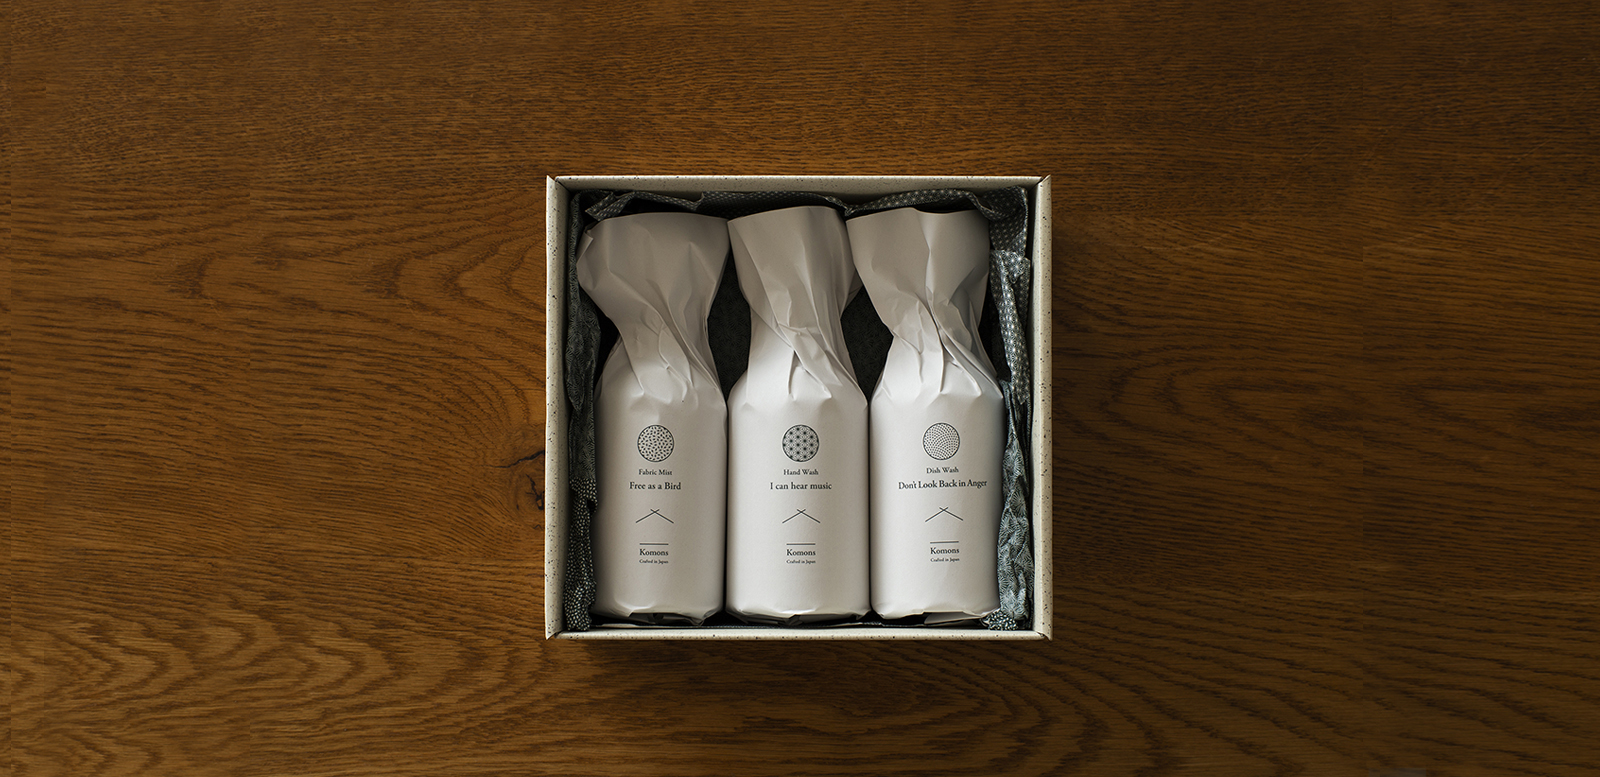 Fabric Mist
Free as a Bird
Komons
Crafted in Japan
Hand Wash
I can hear music
Komons
Crafted in Japan
Dish Wash
Don't Look Back in Anger
Komons
Crafted in Japan